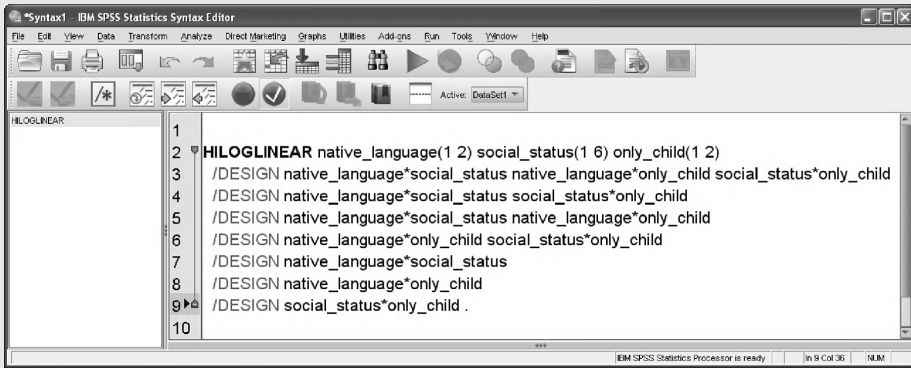 *Syntax1 - IBM SPSS Statistics Syntax Editor
File Edit View Data Transform Analyze Direct Marketing Graphs Utilities Add-ons Run Tools Window Help
Active: DataSet1
HILOGLINEAR
1
2 HILOGLINEAR native_language(1 2) social_status(1 6) only_child(1 2)
3 /DESIGN native_language*social_status native_language*only_child social_status*only_child
4 /DESIGN native_language*social_status social_status*only_child
5 /DESIGN native_language*social_status native_language*only_child
6 /DESIGN native_language*only_child social_status*only_child
7 /DESIGN native_language*social_status
8 /DESIGN native_language*only_child
9 /DESIGN social_status*only_child .
10
IBM SPSS Statistics Processor is ready In 9 Col 36 NUM